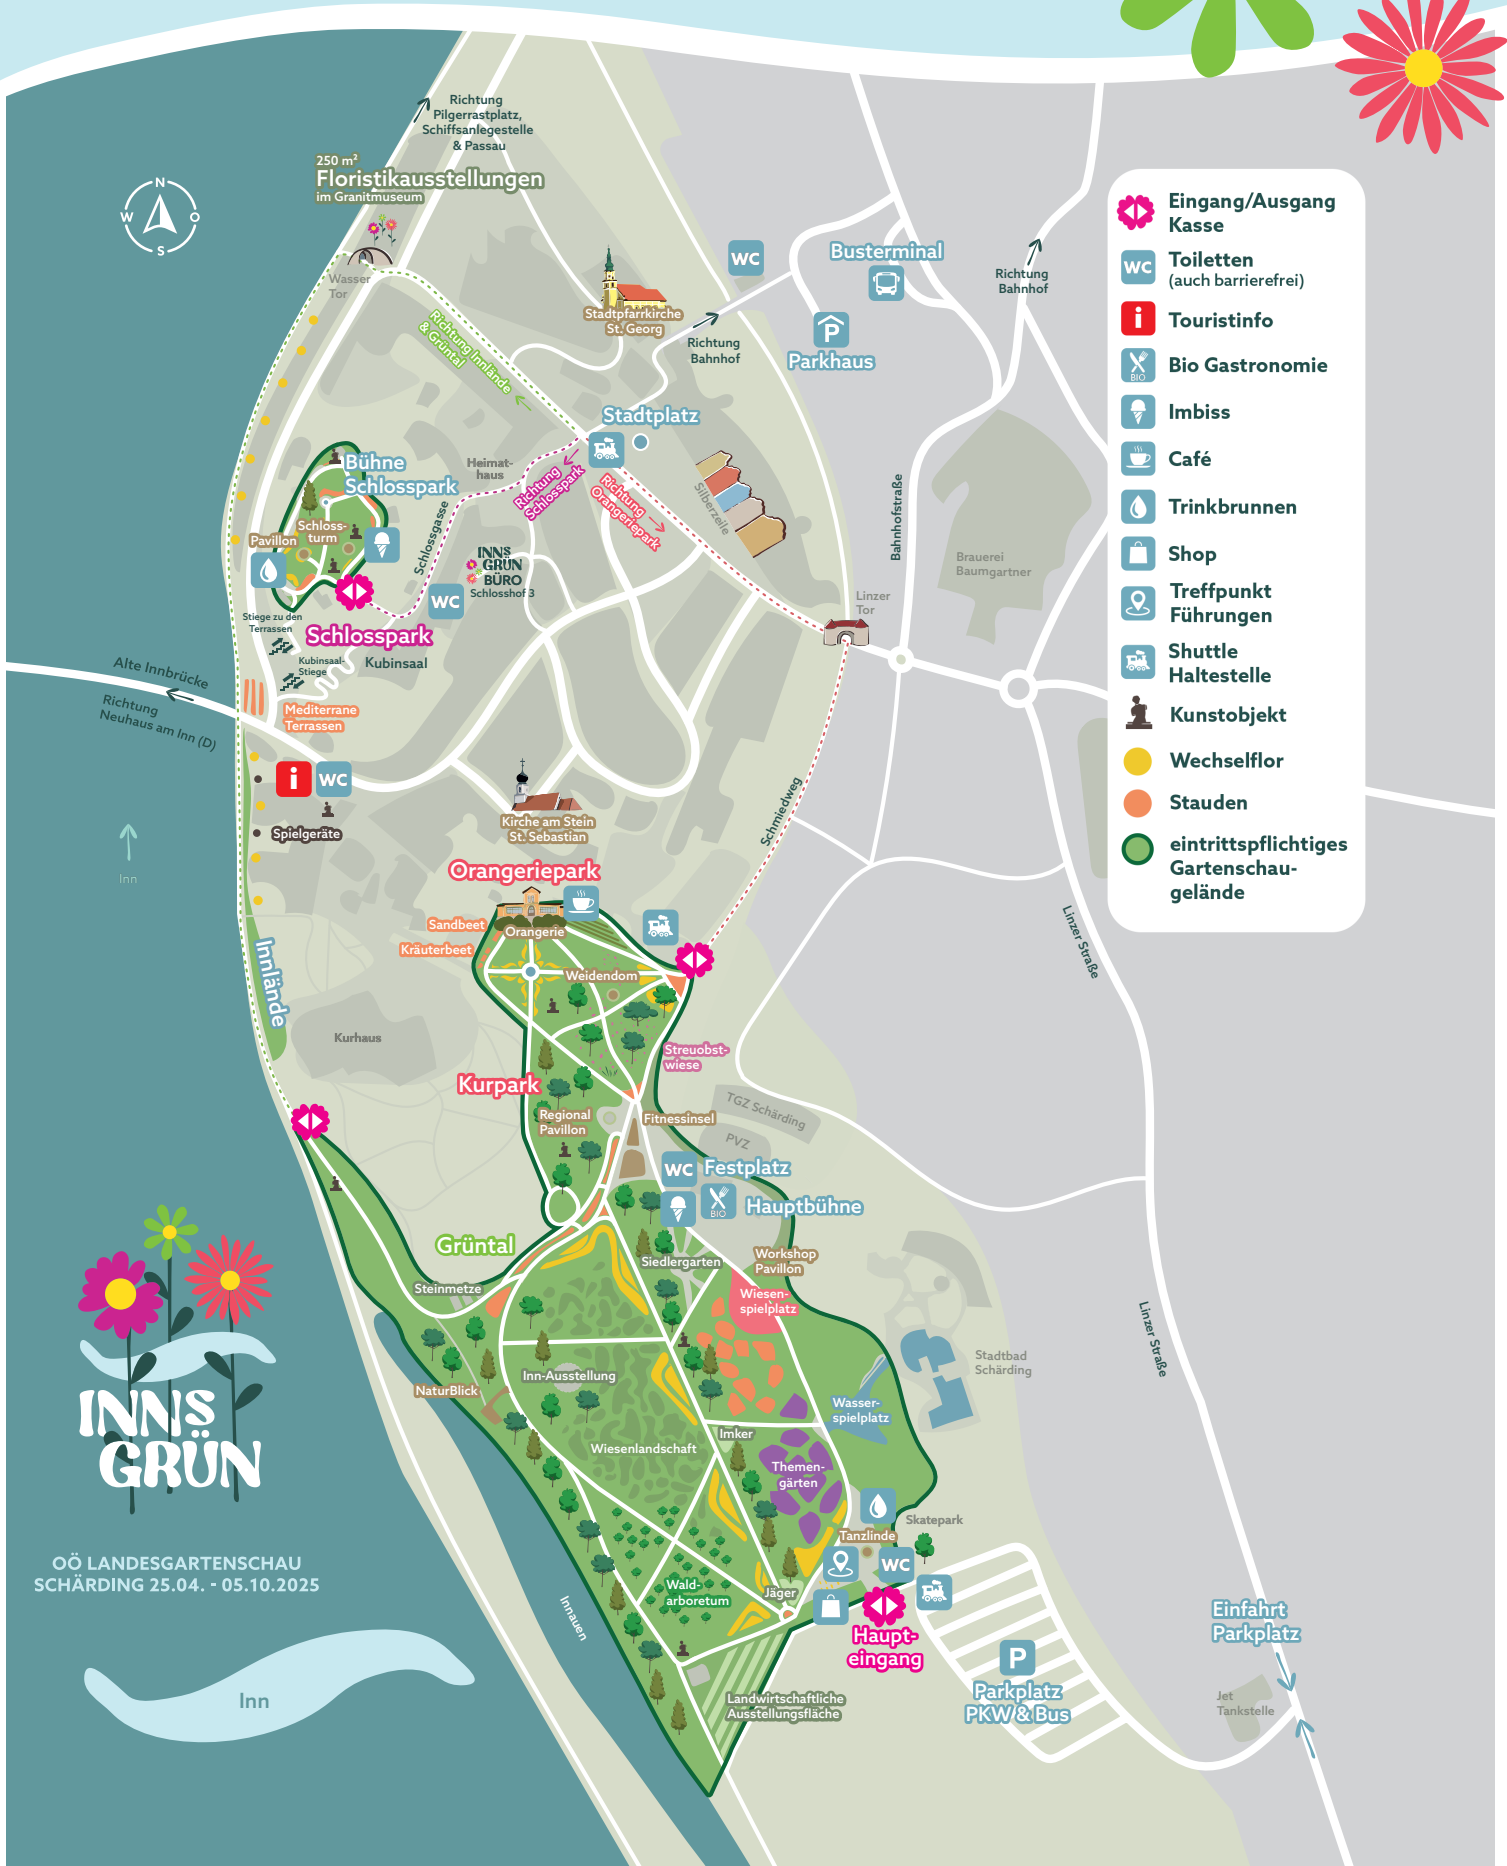 Richtung
Pilgerrastplatz,
Schiffsanlegestelle
& Passau
250 m²
Floristikausstellungen
im Granitmuseum
N
W
O
S
Wasser
Tor
Richtung Innlände
& Grüntal
Stadtpfarrkirche
St. Georg
WC
Richtung
Bahnhof
Busterminal
P
Parkhaus
Richtung
Bahnhof
Stadtplatz
Bühne
Schlosspark
Heimat-
haus
Richtung
Schlosspark
Richtung
Orangeriepark
Silberzeile
Bahnhofstraße
Brauerei
Baumgartner
Pavillon
Schloss-
turm
Schlossgasse
INNS
GRÜN
BÜRO
Schlosshof 3
WC
Linzer
Tor
Stiege zu den
Terrassen
Schlosspark
Kubinsaal-
Stiege
Kubinsaal
Alte Innbrücke
Richtung
Neuhaus am Inn (D)
Mediterrane
Terrassen
i
WC
Spielgeräte
Inn
Kirche am Stein
St. Sebastian
Schmiedweg
Orangeriepark
Sandbeet
Orangerie
Kräuterbeet
Weidendom
Innlände
Kurhaus
Streuobst-
wiese
Kurpark
TGZ Schärding
PVZ
Regional
Pavillon
Fitnessinsel
WC
Festplatz
BIO
Hauptbühne
Grüntal
Siedlergarten
Workshop
Pavillon
Steinmetze
Wiesen-
spielplatz
Inn-Ausstellung
NaturBlick
Stadtbad
Schärding
Wasser-
spielplatz
Imker
Wiesenlandschaft
Themen-
gärten
Skatepark
Tanzlinde
WC
Wald-
arboretum
Jäger
Haupt-
eingang
Innauen
Landwirtschaftliche
Ausstellungsfläche
P
Parkplatz
PKW & Bus
Linzer Straße
Linzer Straße
Einfahrt
Parkplatz
Jet
Tankstelle
INNS
GRÜN
OÖ LANDESGARTENSCHAU
SCHÄRDING 25.04. - 05.10.2025
Inn
Eingang/Ausgang
Kasse
WC
Toiletten
(auch barrierefrei)
i
Touristinfo
BIO
Bio Gastronomie
Imbiss
Café
Trinkbrunnen
Shop
Treffpunkt
Führungen
Shuttle
Haltestelle
Kunstobjekt
Wechselflor
Stauden
eintrittspflichtiges
Gartenschau-
gelände